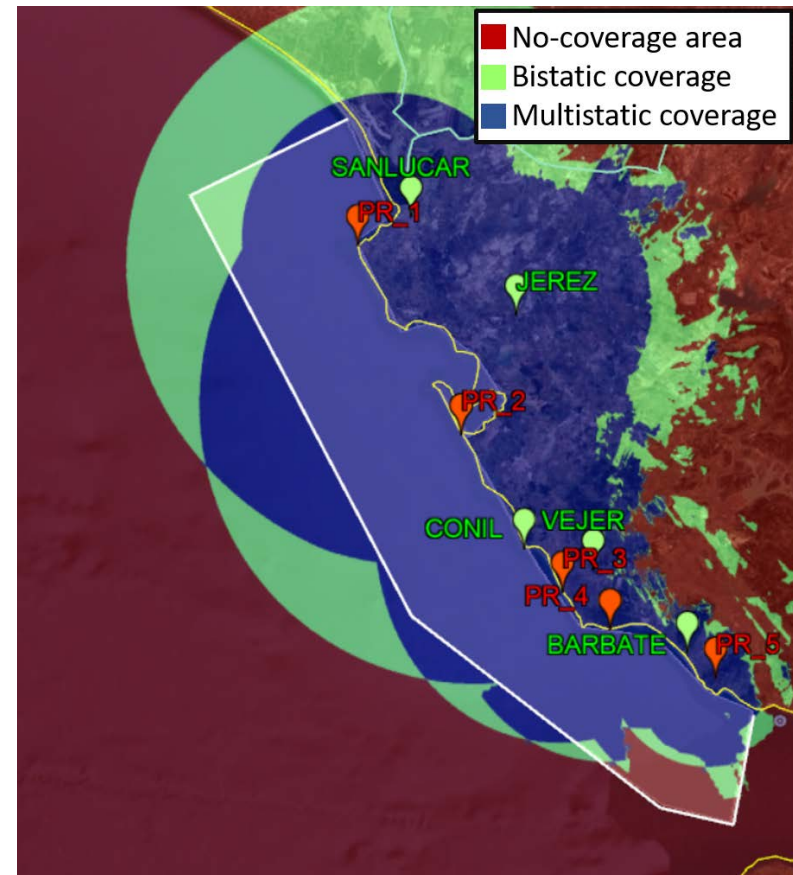 No-coverage area
Bistatic coverage
Multistatic coverage
SANLUCAR
PR_1
JEREZ
PR_2
CONIL
VEJER
PR_3
PR_4
BARBATE
PR_5